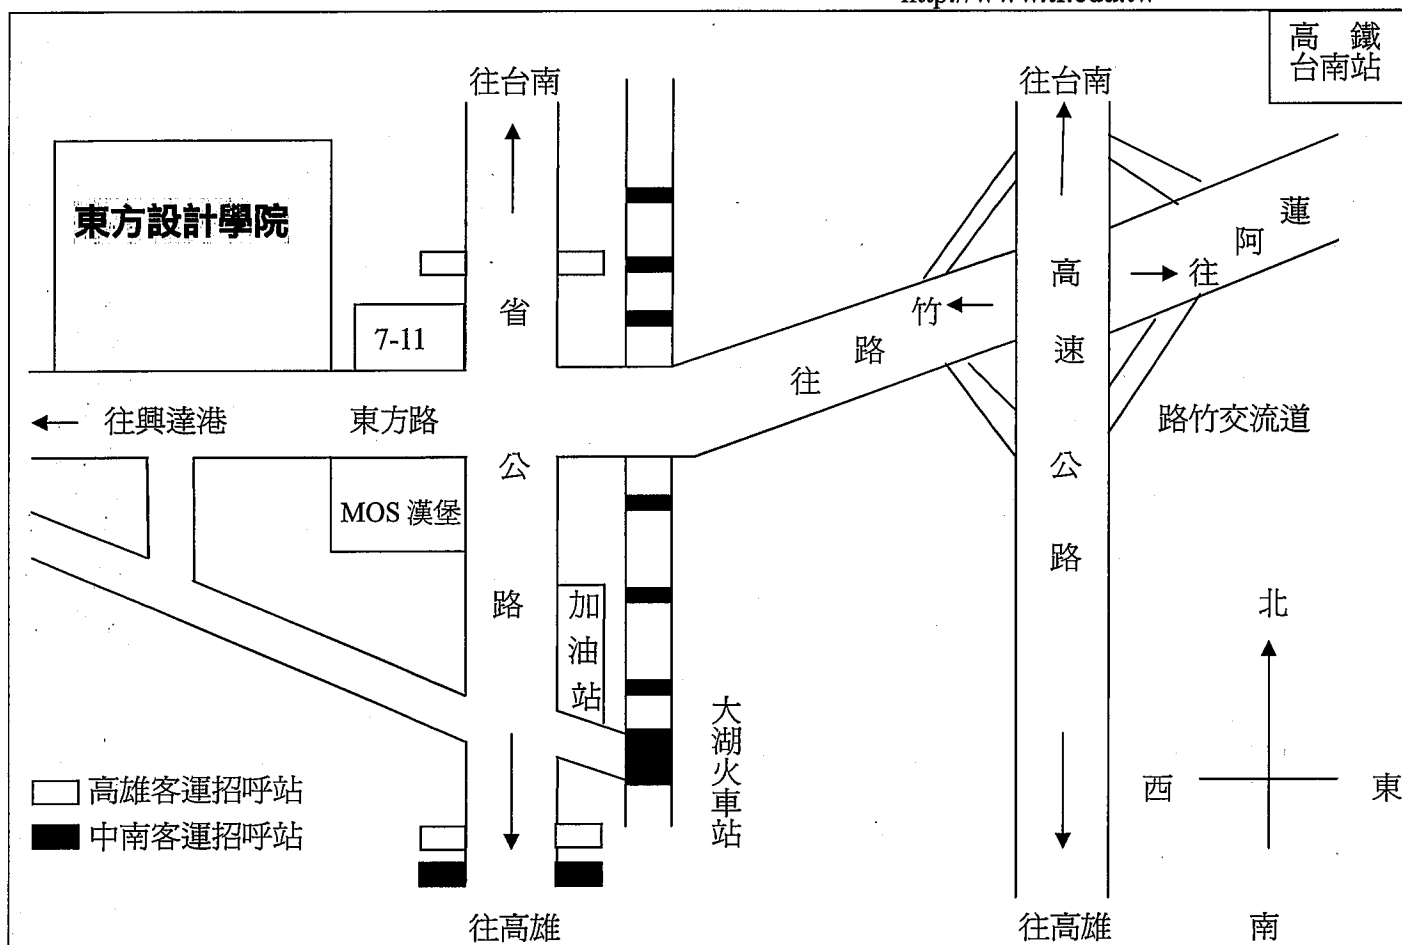 高 鐵
台南站
往台南
往台南
東方設計學院
往阿蓮
高速公路
省公路
往路竹
7-11
往興達港
東方路
路竹交流道
MOS 漢堡
加油站
大湖火車站
北
西
東
南
高雄客運招呼站
中南客運招呼站
往高雄
往高雄